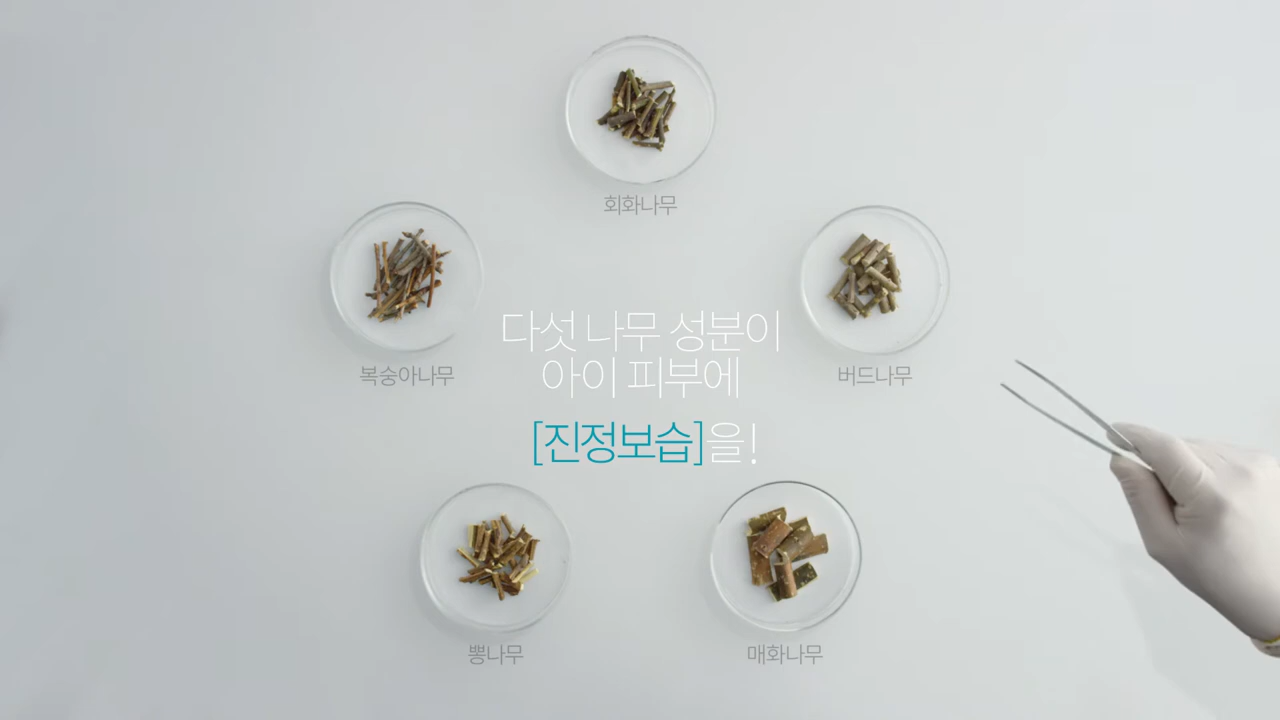 회화나무
복숭아나무
버드나무
다섯 나무 성분이
아이 피부에
[진정보습]을!
뽕나무
매화나무